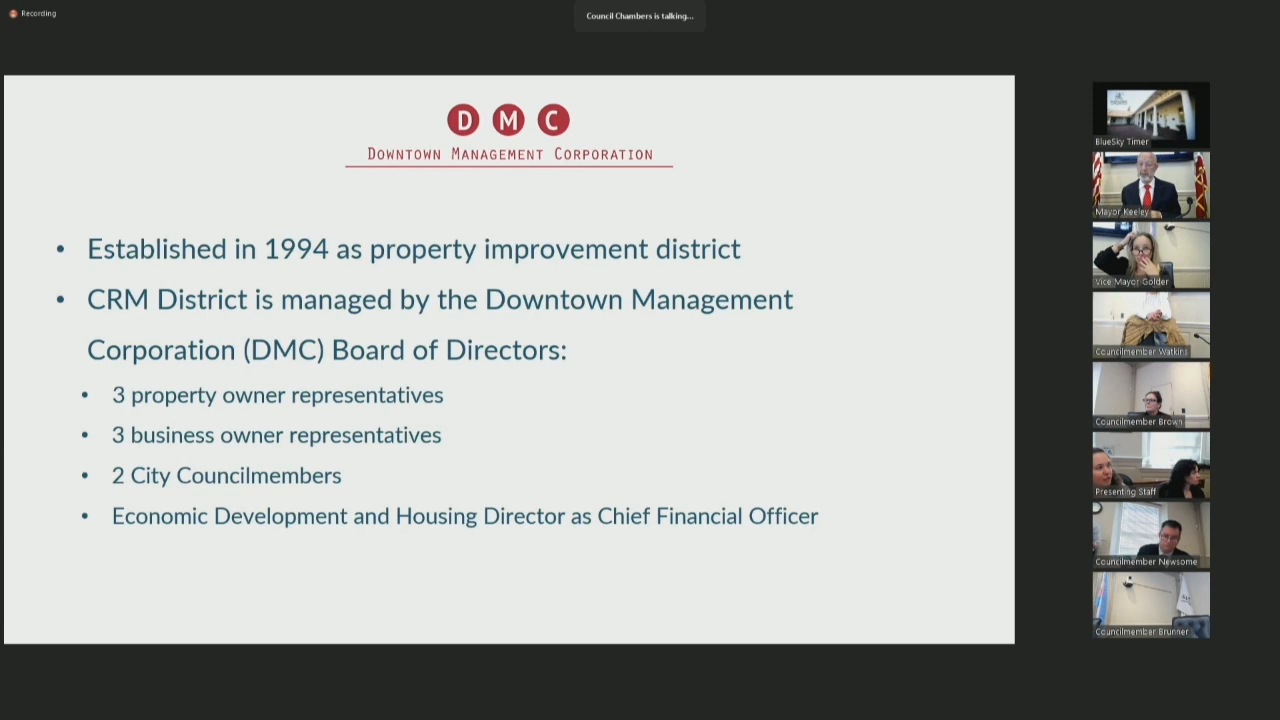 Recording
Council Chambers is talking...
D M C
DOWNTOWN MANAGEMENT CORPORATION
• Established in 1994 as property improvement district
• CRM District is managed by the Downtown Management
Corporation (DMC) Board of Directors:
• 3 property owner representatives
• 3 business owner representatives
• 2 City Councilmembers
• Economic Development and Housing Director as Chief Financial Officer
BlueSky Timer
Mayor Keeley
Vice Mayor Golder
Councilmember Watkins
Councilmember Brown
Presenting Staff
Councilmember Newsome
Councilmember Brunner